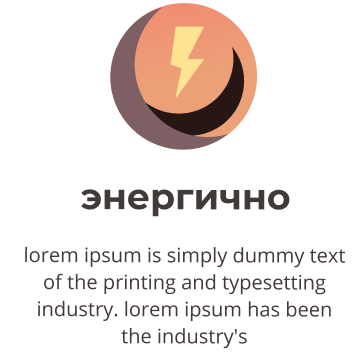 энергично
lorem ipsum is simply dummy text
of the printing and typesetting
industry. lorem ipsum has been
the industry's